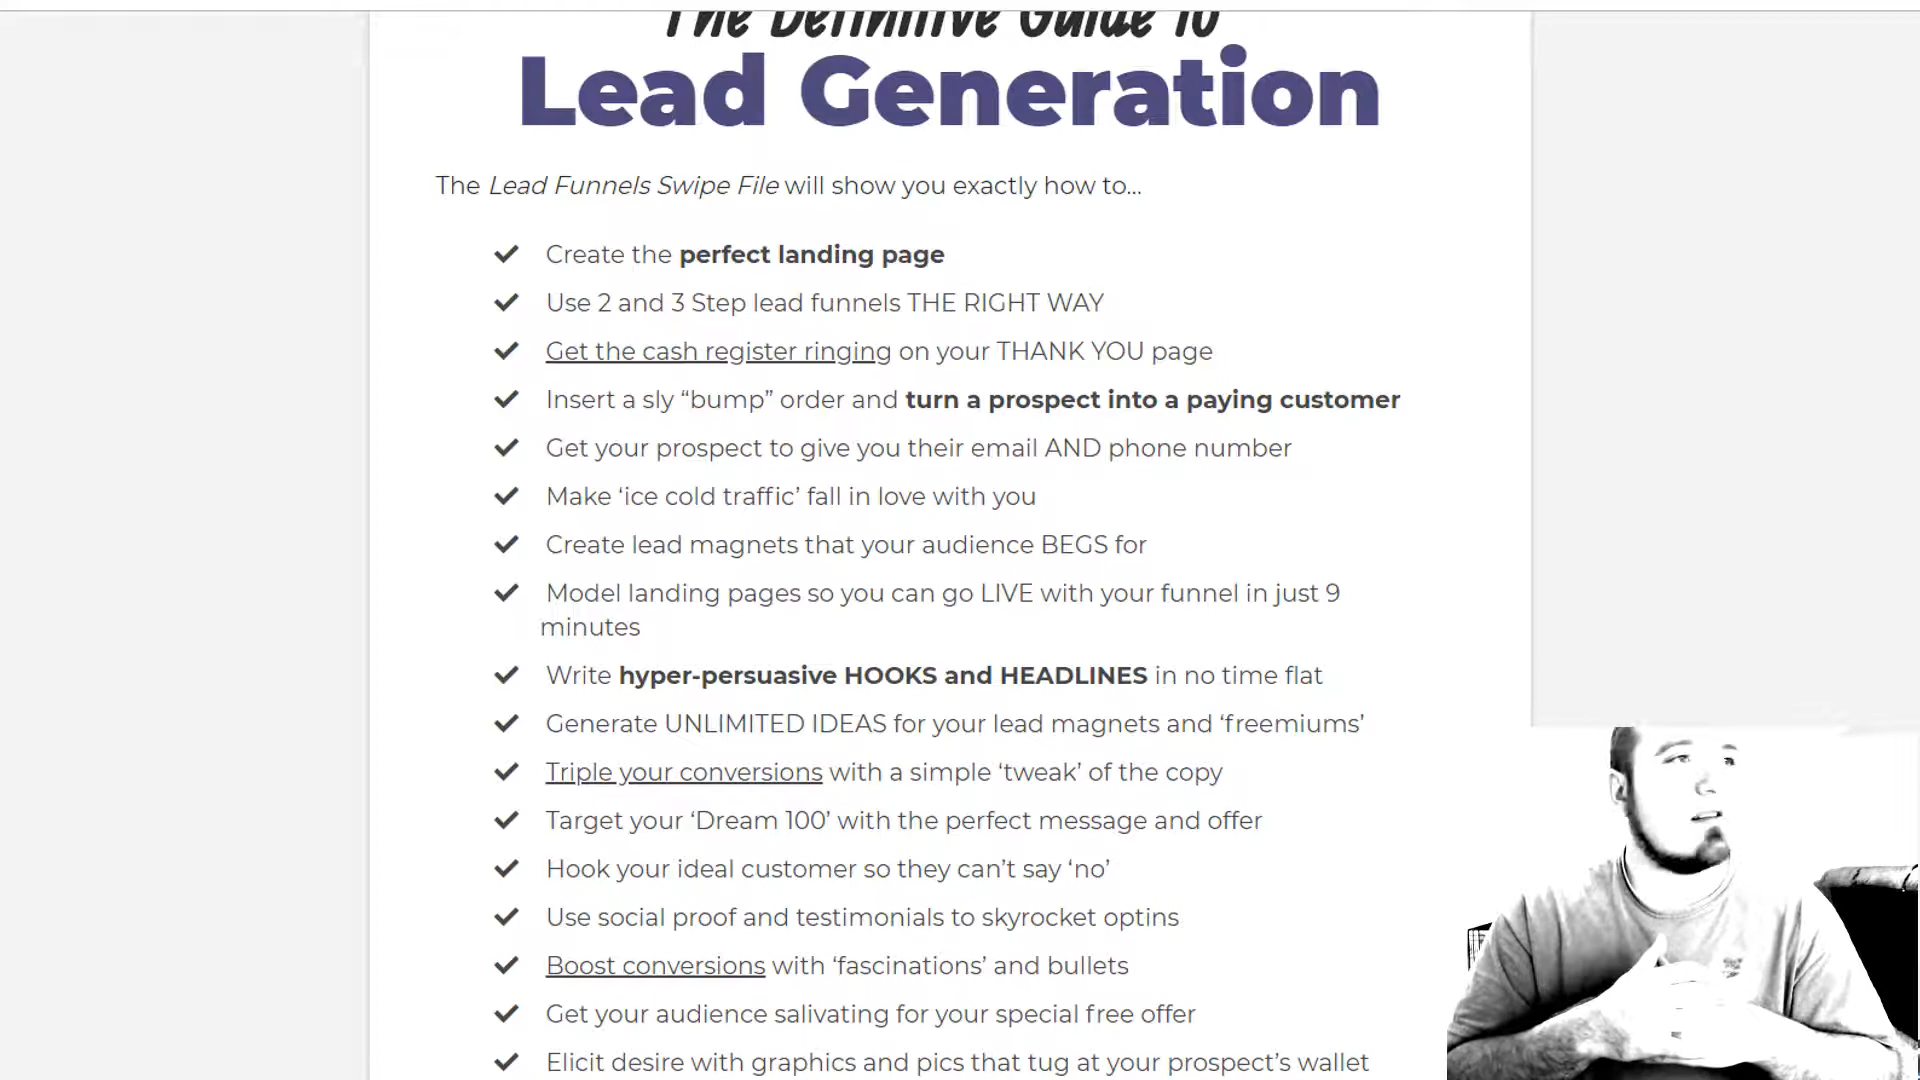 The Definitive Guide to
Lead Generation
The Lead Funnels Swipe File will show you exactly how to...
Create the perfect landing page
Use 2 and 3 Step lead funnels THE RIGHT WAY
Get the cash register ringing on your THANK YOU page
Insert a sly “bump” order and turn a prospect into a paying customer
Get your prospect to give you their email AND phone number
Make ‘ice cold traffic’ fall in love with you
Create lead magnets that your audience BEGS for
Model landing pages so you can go LIVE with your funnel in just 9
minutes
Write hyper-persuasive HOOKS and HEADLINES in no time flat
Generate UNLIMITED IDEAS for your lead magnets and ‘freemiums’
Triple your conversions with a simple ‘tweak’ of the copy
Target your ‘Dream 100’ with the perfect message and offer
Hook your ideal customer so they can’t say ‘no’
Use social proof and testimonials to skyrocket optins
Boost conversions with ‘fascinations’ and bullets
Get your audience salivating for your special free offer
Elicit desire with graphics and pics that tug at your prospect’s wallet